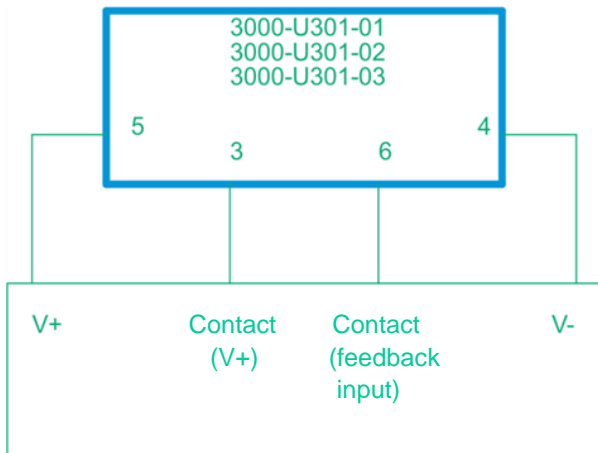 3000-U301-01
3000-U301-02
3000-U301-03
5
4
3
6
V+
Contact
(V+)
Contact
(feedback
input)
V-